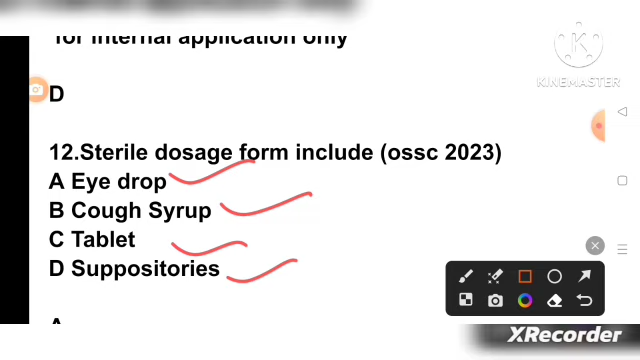 for internal application only
KINEMASTER
D
12.Sterile dosage form include (ossc 2023)
A Eye drop
B Cough Syrup
C Tablet
D Suppositories
A
XRecorder